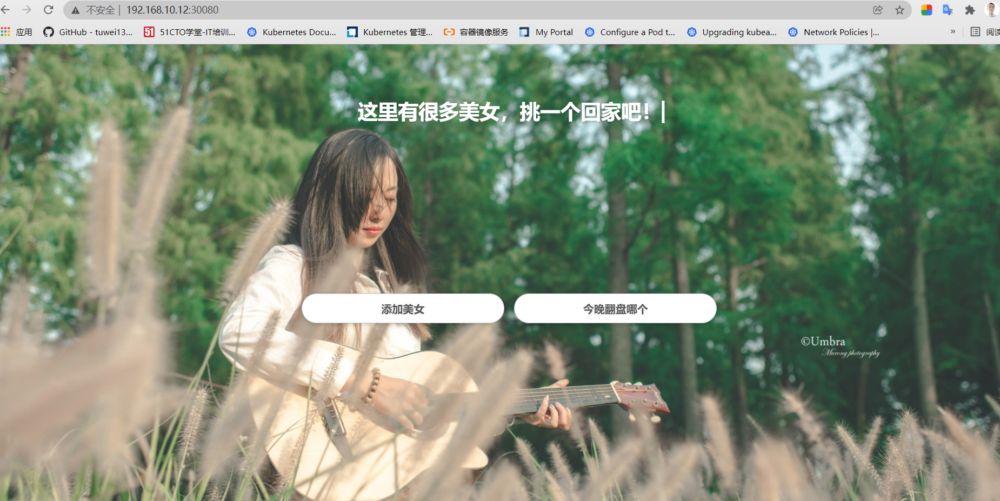 不安全 | 192.168.10.12:30080
应用 GitHub - tuwei13... 51 51CTO学堂-IT培训... Kubernetes Docu... Kubernetes 管理... 容器镜像服务 My Portal Configure a Pod t... Upgrading kubea... Network Policies |... » 阅读
这里有很多美女，挑一个回家吧！|
添加美女 今晚翻盘哪个
©Umbra
Murong photography